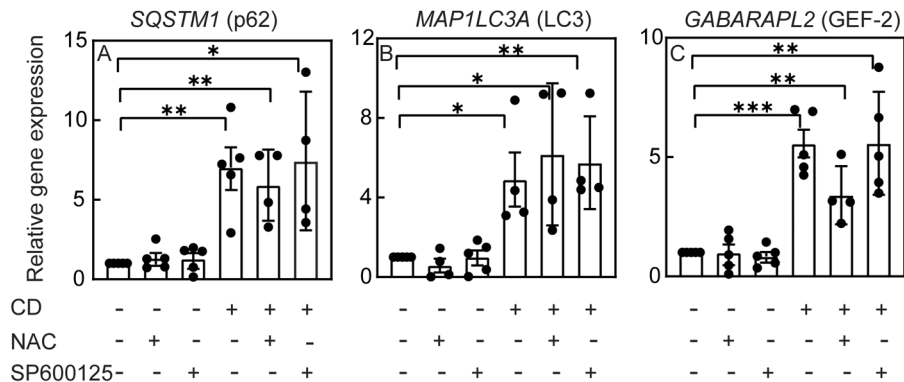 SQSTM1 (p62) MAP1LC3A (LC3) GABARAPL2 (GEF-2)
Relative gene expression
A
15
10
5
0
*
**
**
B
12
8
4
0
**
*
*
C
10
5
0
**
**
***
CD - - - + + + - - - + + + - - - + + +
NAC - + - - + - - + - - + - - + - - + -
SP600125 - - + - - + - - + - - + - - + - - +